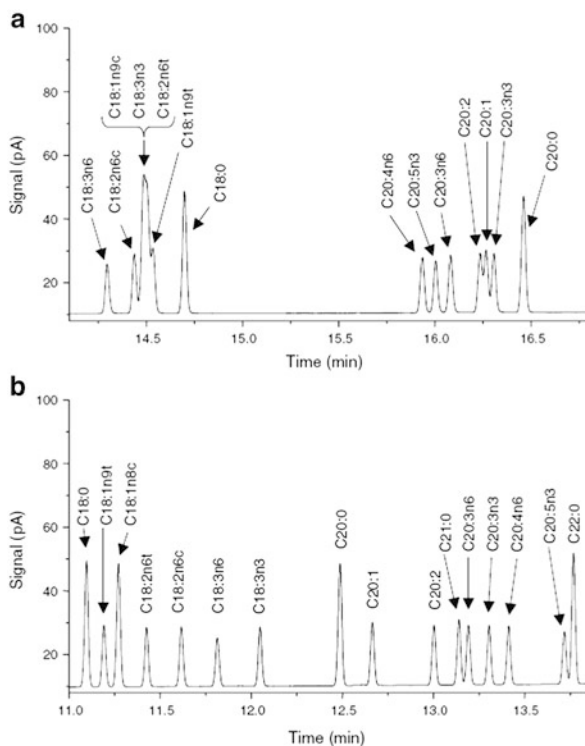 a
C18:1n9c
C18:3n3
C18:2n6t
C18:1n9t
C18:3n6
C18:2n6c
C18:0
C20:4n6
C20:5n3
C20:3n6
C20:2
C20:1
C20:3n3
C20:0
Signal (pA)
100
80
60
40
20
14.5
15.0
15.5
16.0
16.5
Time (min)
b
C18:0
C18:1n9t
C18:1n8c
C18:2n6t
C18:2n6c
C18:3n6
C18:3n3
C20:0
C20:1
C20:2
C21:0
C20:3n6
C20:3n3
C20:4n6
C20:5n3
C22:0
Signal (pA)
100
80
60
40
20
11.0
11.5
12.0
12.5
13.0
13.5
Time (min)